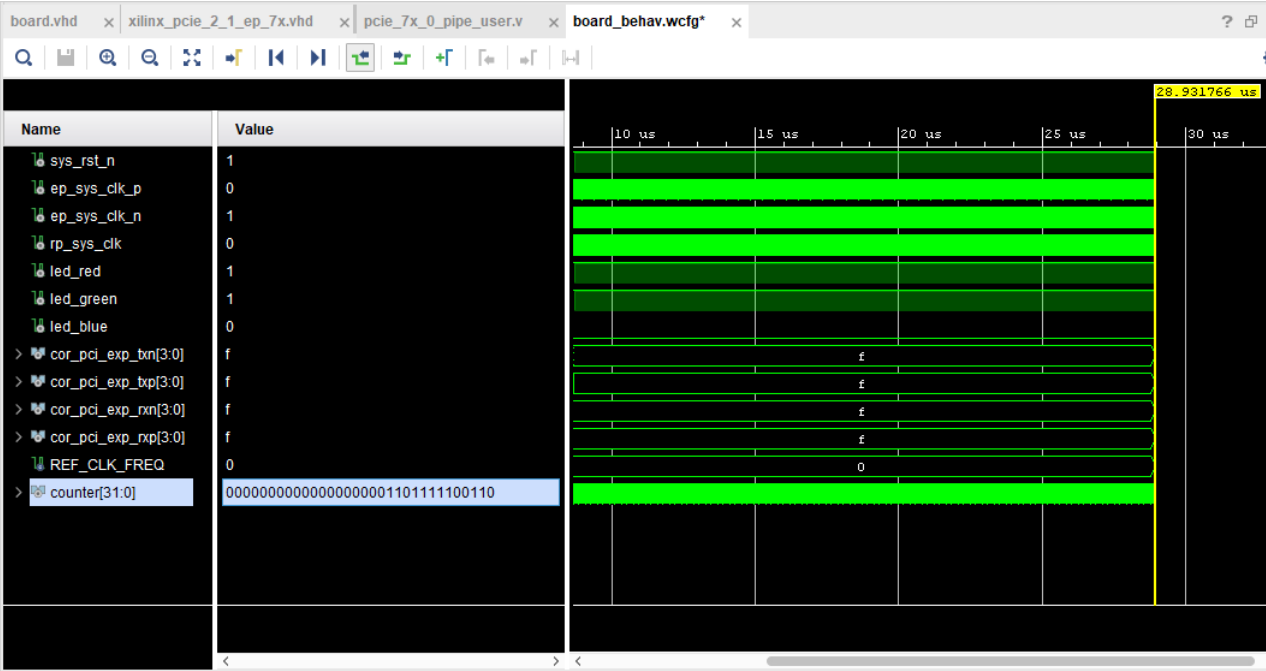 board.vhd × xilinx_pcie_2_1_ep_7x.vhd × pcie_7x_0_pipe_user.v × board_behav.wcfg* × ?
28.931766 us
Name Value 10 us 15 us 20 us 25 us 30 us
sys_rst_n 1
ep_sys_clk_p 0
ep_sys_clk_n 1
rp_sys_clk 0
led_red 1
led_green 1
led_blue 0
cor_pci_exp_txn[3:0] f f
cor_pci_exp_txp[3:0] f f
cor_pci_exp_rxn[3:0] f f
cor_pci_exp_rxp[3:0] f f
REF_CLK_FREQ 0 0
counter[31:0] 00000000000000000001101111100110